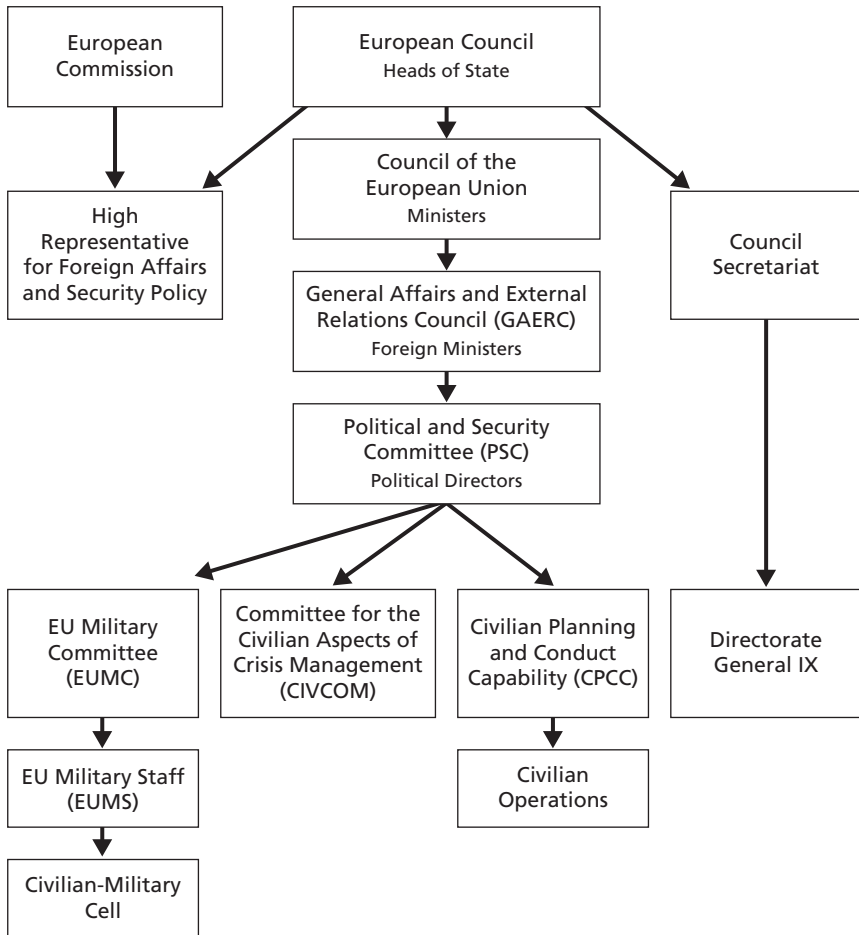 European
Commission
European Council
Heads of State
Council of the
European Union
Ministers
High
Representative
for Foreign Affairs
and Security Policy
Council
Secretariat
General Affairs and External
Relations Council (GAERC)
Foreign Ministers
Political and Security
Committee (PSC)
Political Directors
EU Military
Committee
(EUMC)
Committee for the
Civilian Aspects of
Crisis Management
(CIVCOM)
Civilian Planning
and Conduct
Capability (CPCC)
Directorate
General IX
EU Military Staff
(EUMS)
Civilian
Operations
Civilian-Military
Cell